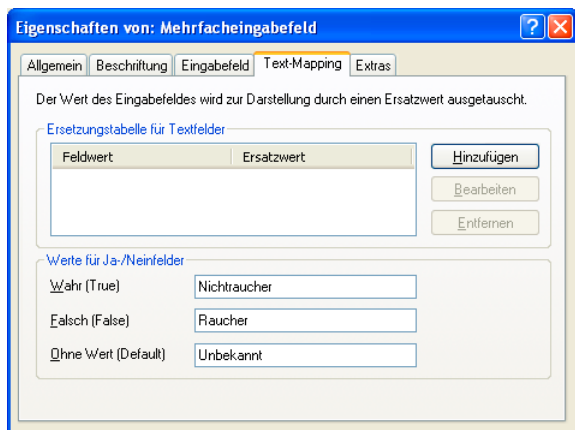 Eigenschaften von: Mehrfacheingabefeld
Allgemein Beschriftung Eingabefeld Text-Mapping Extras
Der Wert des Eingabefeldes wird zur Darstellung durch einen Ersatzwert ausgetauscht.
Ersetzungstabelle für Textfelder
Feldwert Ersatzwert
Hinzufügen
Bearbeiten
Entfernen
Werte für Ja-/Neinfelder
Wahr (True) Nichtraucher
Falsch (False) Raucher
Ohne Wert (Default) Unbekannt